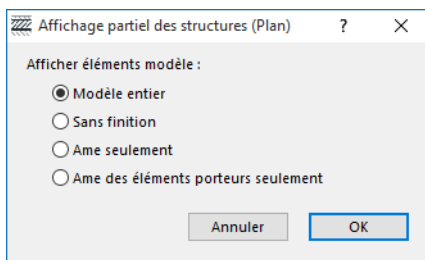 Affichage partiel des structures (Plan) ?
Afficher éléments modèle :
Modèle entier
Sans finition
Ame seulement
Ame des éléments porteurs seulement
Annuler OK